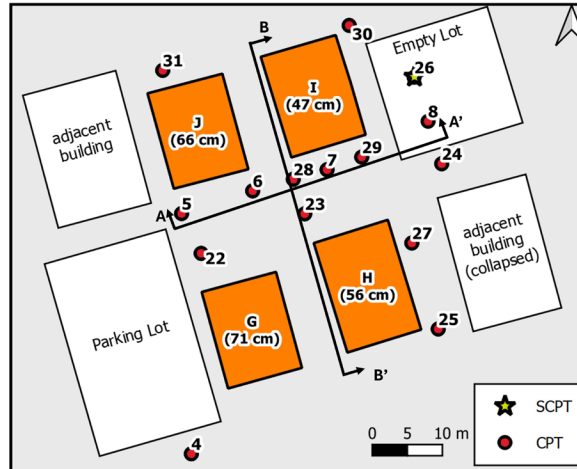 B
30
Empty Lot
31
26
I
(47 cm)
adjacent
building
J
(66 cm)
8
A'
29
7
28
24
6
A
5
23
22
27
adjacent
building
(collapsed)
H
(56 cm)
Parking Lot
G
(71 cm)
25
B'
4
SCPT
CPT
0
5
10 m